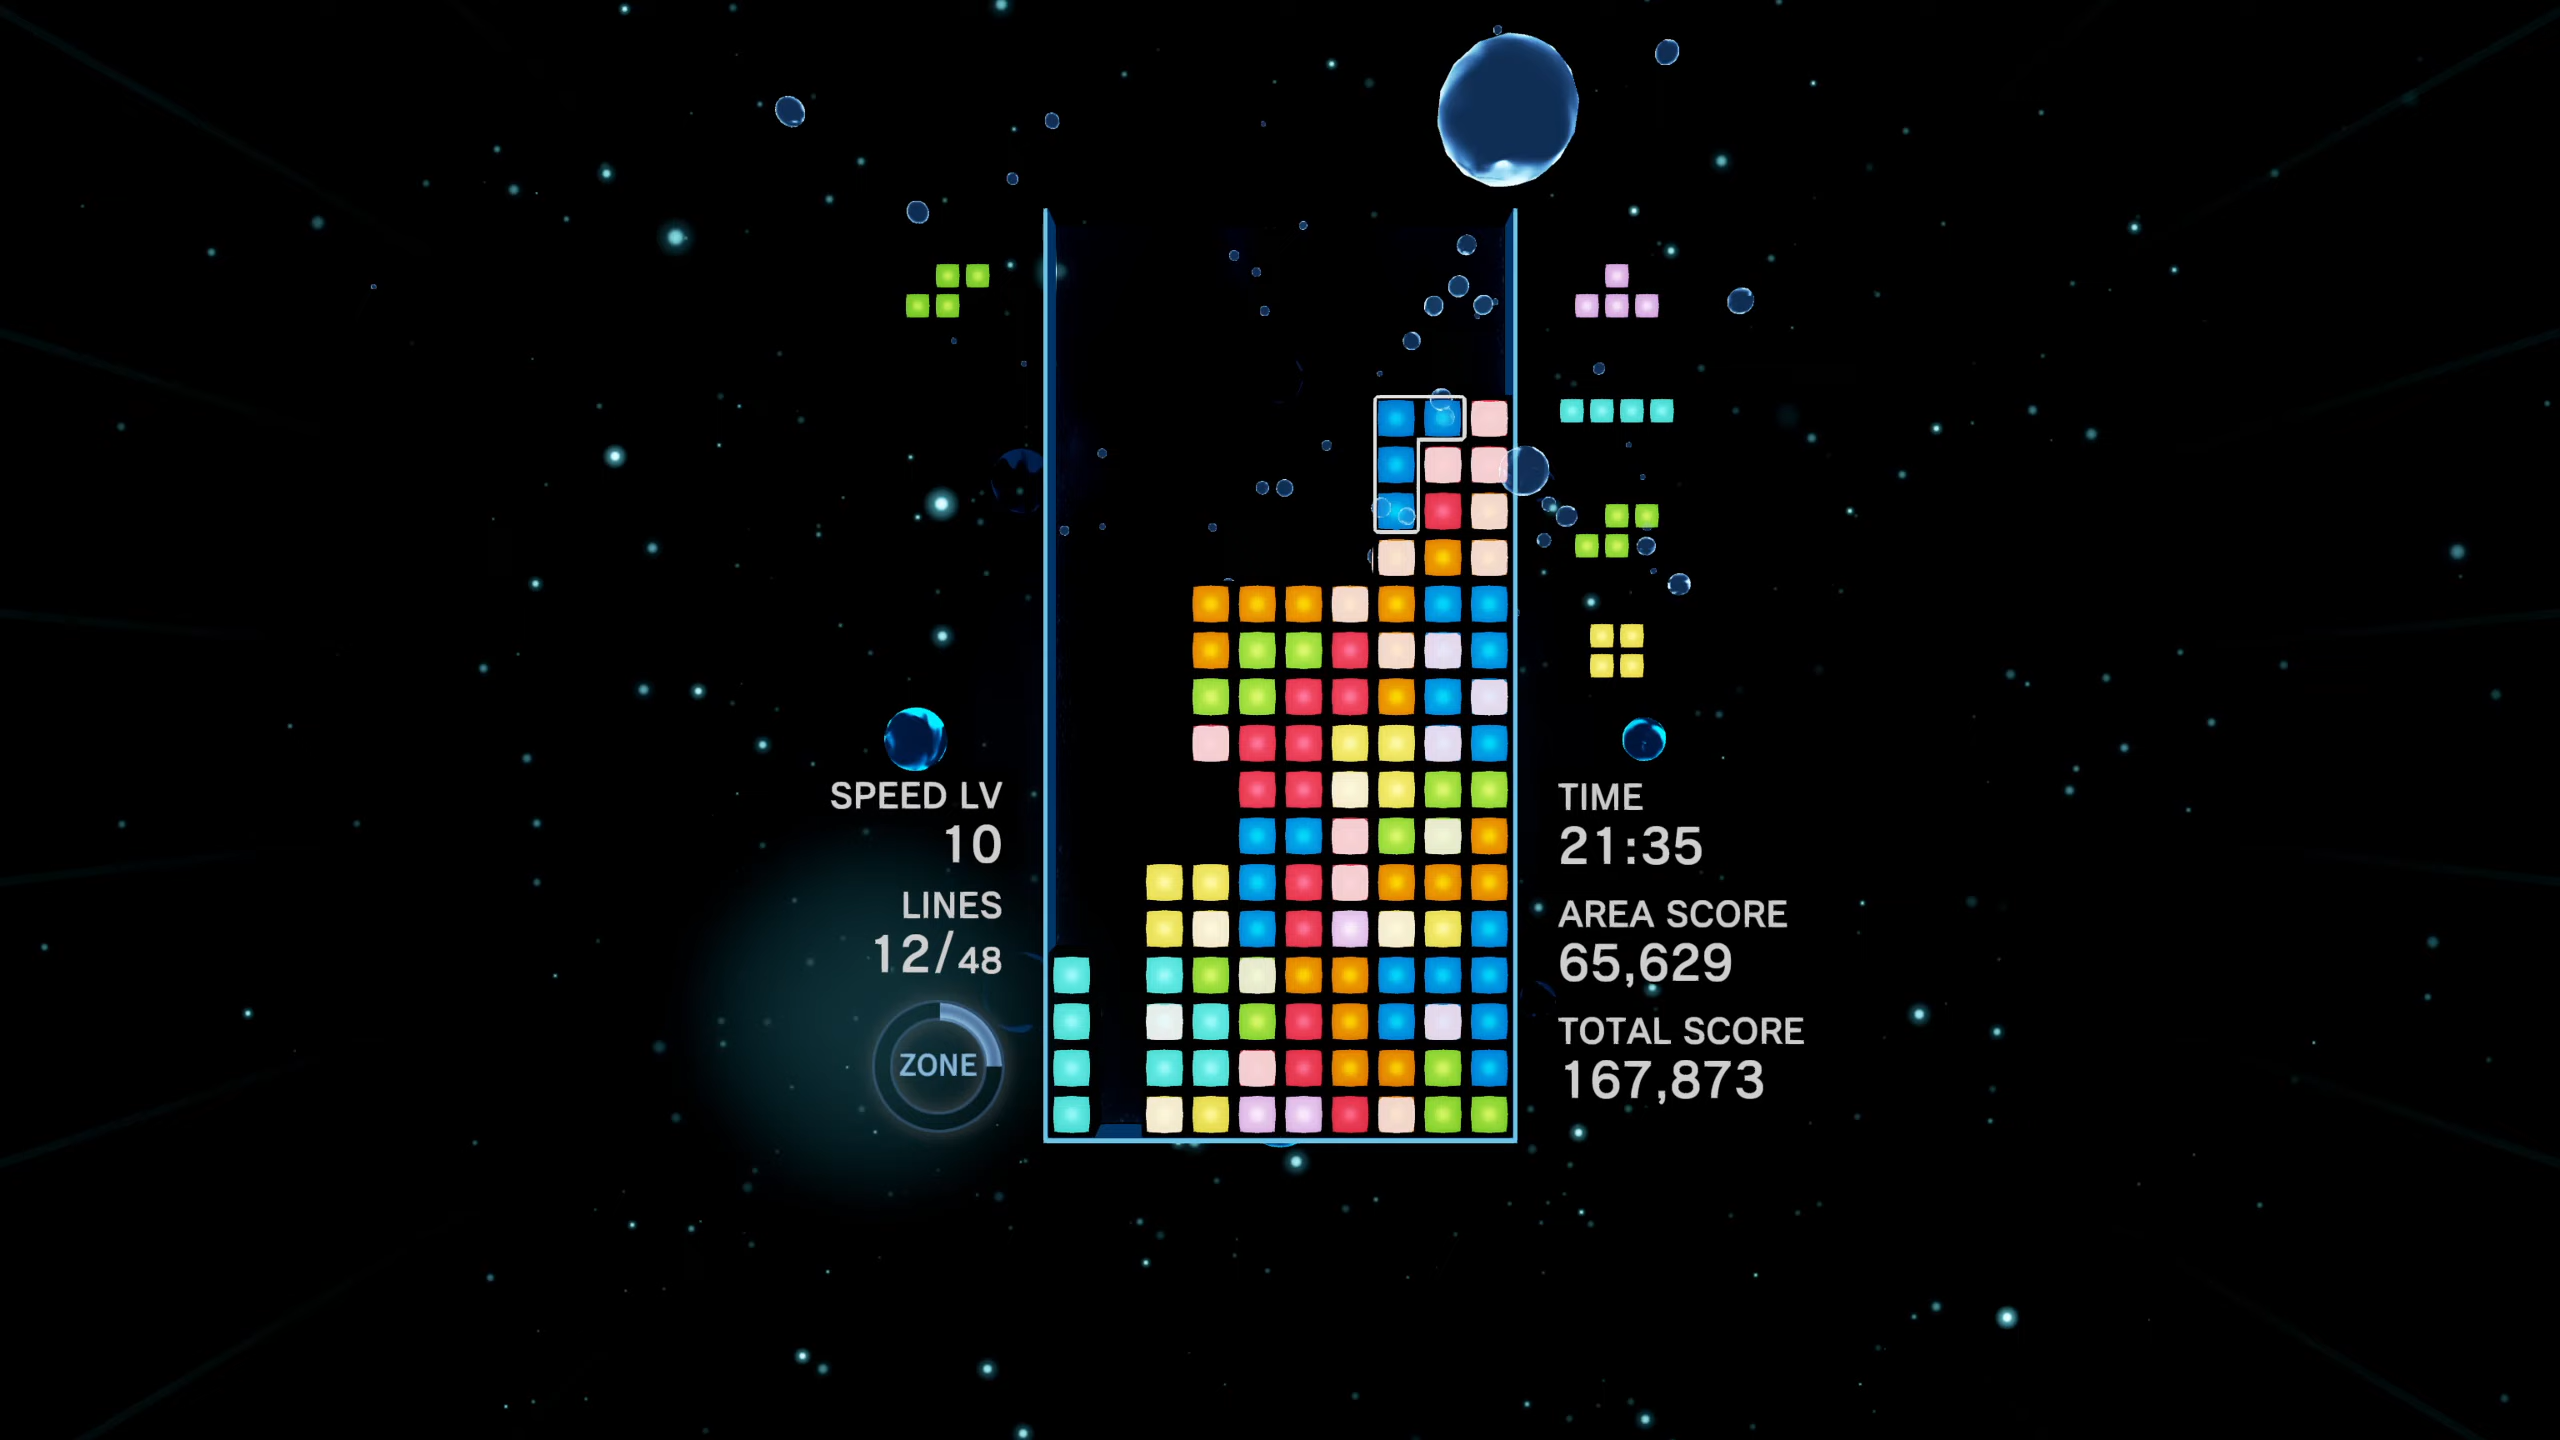 SPEED LV
10
LINES
12/48
ZONE
TIME
21:35
AREA SCORE
65,629
TOTAL SCORE
167,873